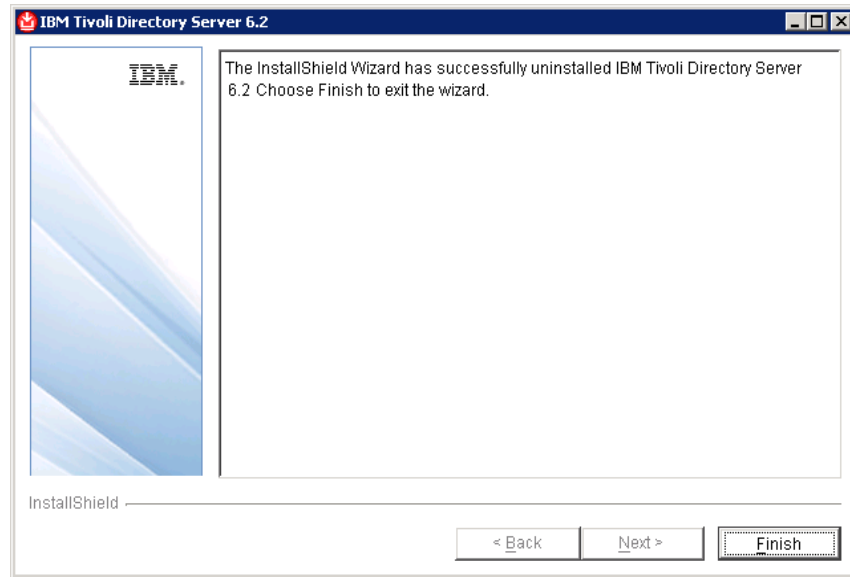 IBM Tivoli Directory Server 6.2
IBM.
The InstallShield Wizard has successfully uninstalled IBM Tivoli Directory Server
6.2 Choose Finish to exit the wizard.
InstallShield
< Back
Next >
Finish